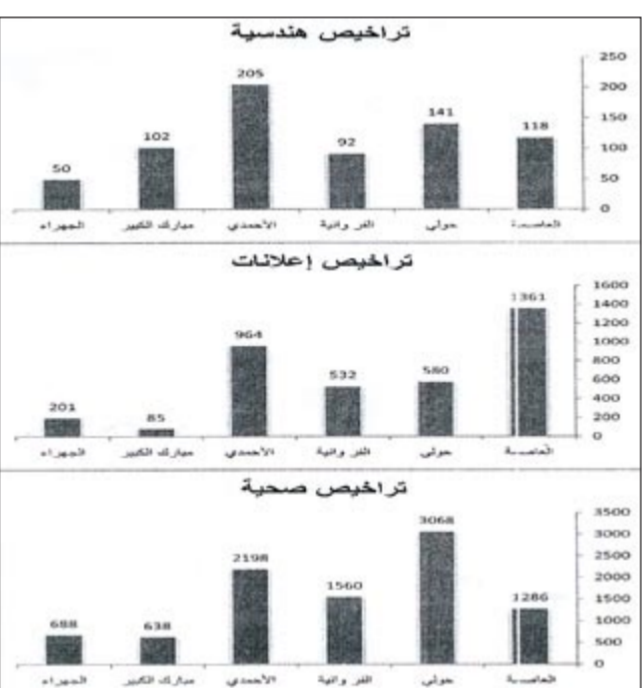 تراخيص هندسية
250
200
150
100
50
0
118
141
92
205
102
50
العاصمة
حولي
الفروانية
الأحمدي
مبارك الكبير
الجهراء
تراخيص إعلانات
1600
1400
1200
1000
800
600
400
200
0
1361
580
532
964
85
201
العاصمة
حولي
الفروانية
الأحمدي
مبارك الكبير
الجهراء
تراخيص صحية
3500
3000
2500
2000
1500
1000
500
0
1286
3068
1560
2198
638
688
العاصمة
حولي
الفروانية
الأحمدي
مبارك الكبير
الجهراء